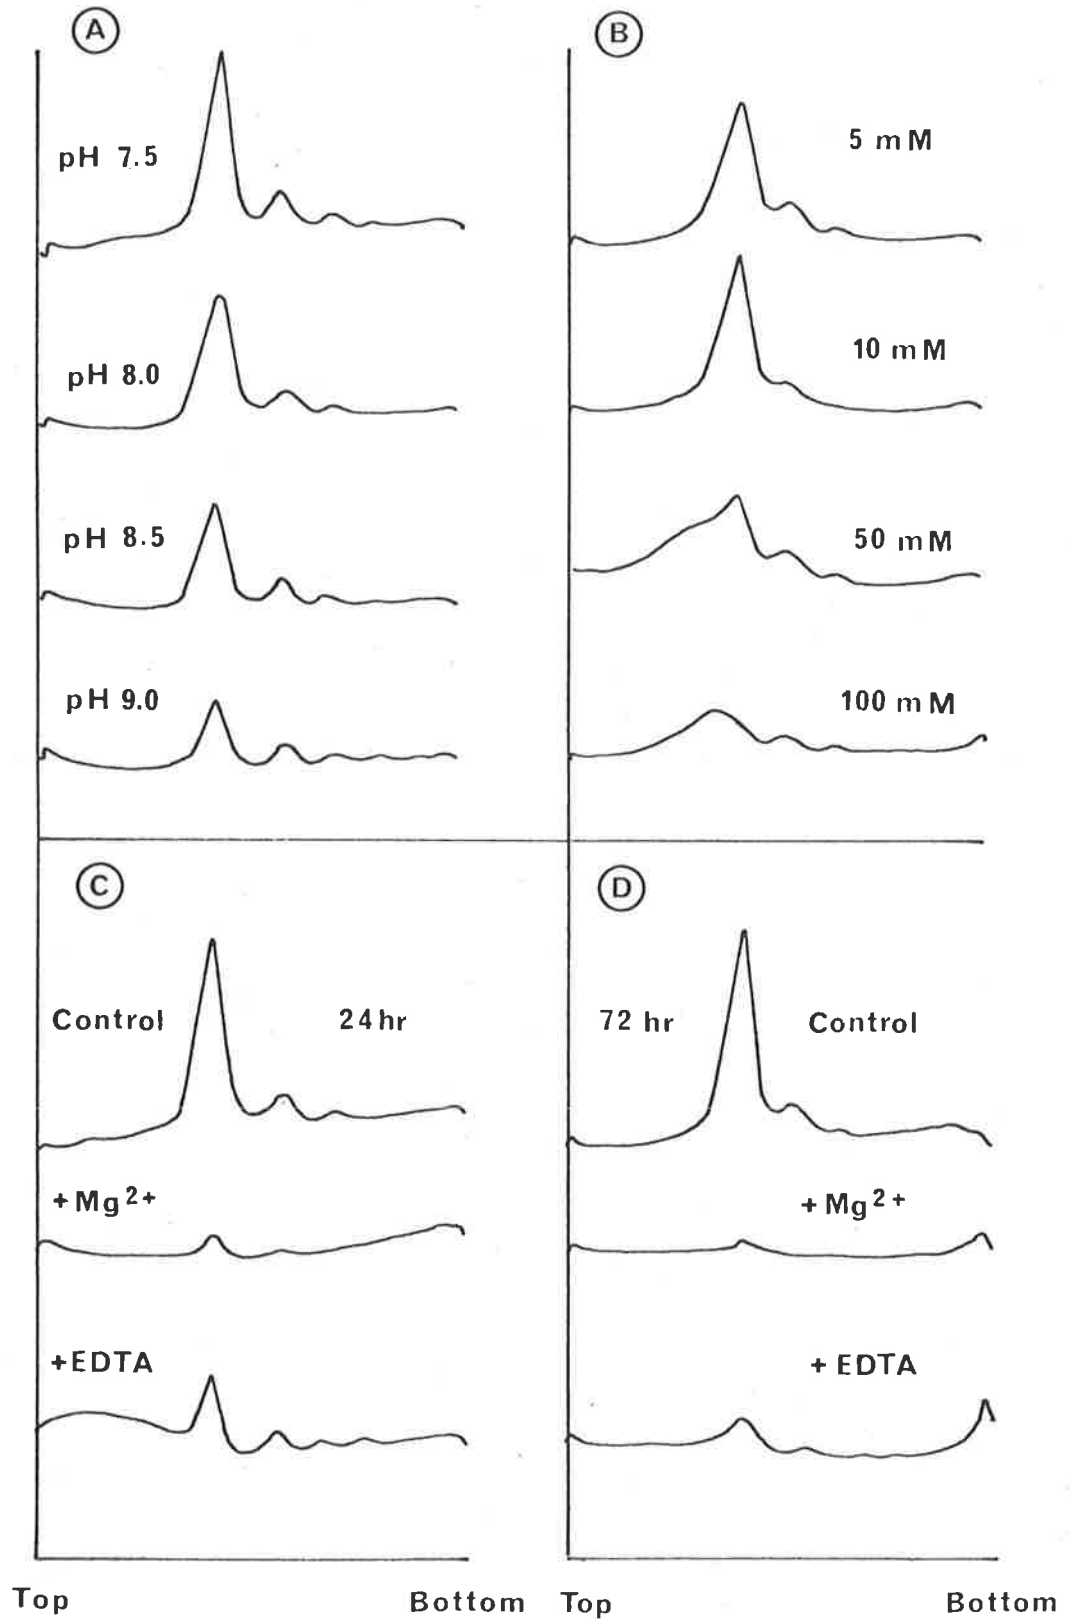 A
pH 7.5
pH 8.0
pH 8.5
pH 9.0
B
5 mM
10 mM
50 mM
100 mM
C
Control
24hr
+Mg²⁺
+EDTA
D
72 hr
Control
+Mg²⁺
+ EDTA
Top
Bottom
Top
Bottom